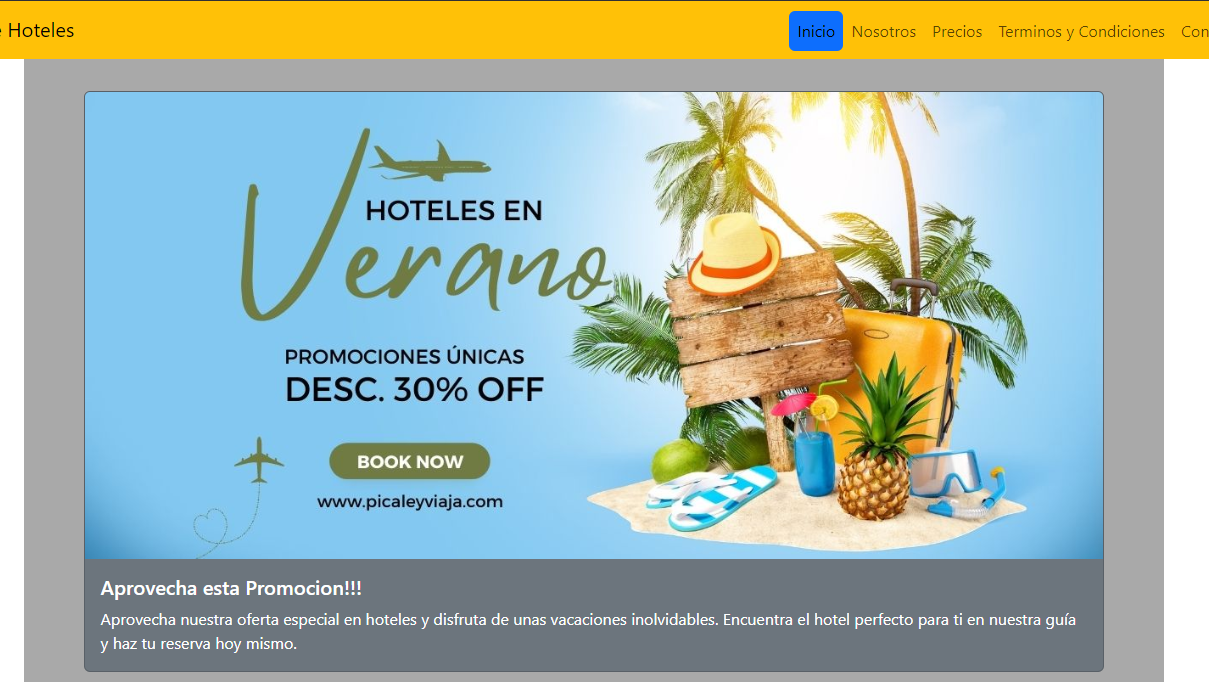 Hoteles
Inicio Nosotros Precios Terminos y Condiciones
HOTELES EN
Verano
PROMOCIONES ÚNICAS
DESC. 30% OFF
BOOK NOW
www.picaleyviaja.com
Aprovecha esta Promocion!!!
Aprovecha nuestra oferta especial en hoteles y disfruta de unas vacaciones inolvidables. Encuentra el hotel perfecto para ti en nuestra guía
y haz tu reserva hoy mismo.